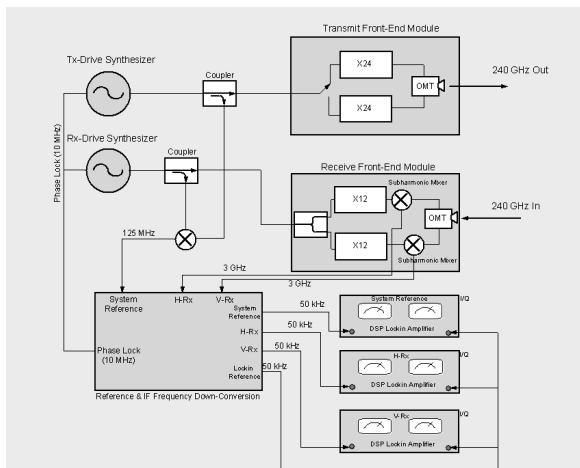 Transmit Front-End Module
Tx-Drive Synthesizer
Coupler
X24
240 GHz Out
OMT
X24
Rx-Drive Synthesizer
Coupler
Phase Lock (10 MHz)
Receive Front-End Module
Subharmonic Mixer
X12
240 GHz In
OMT
X12
Subharmonic Mixer
125 MHz
3 GHz
3 GHz
System
Reference
H-Rx
V-Rx
System
Reference
50 kHz
System Reference
I/Q
DSP Lockin Amplifier
H-Rx
50 kHz
V-Rx
50 kHz
Phase Lock
(10 MHz)
Lockin
Reference
50 kHz
H-Rx
I/Q
DSP Lockin Amplifier
Reference & IF Frequency Down-Conversion
V-Rx
I/Q
DSP Lockin Amplifier